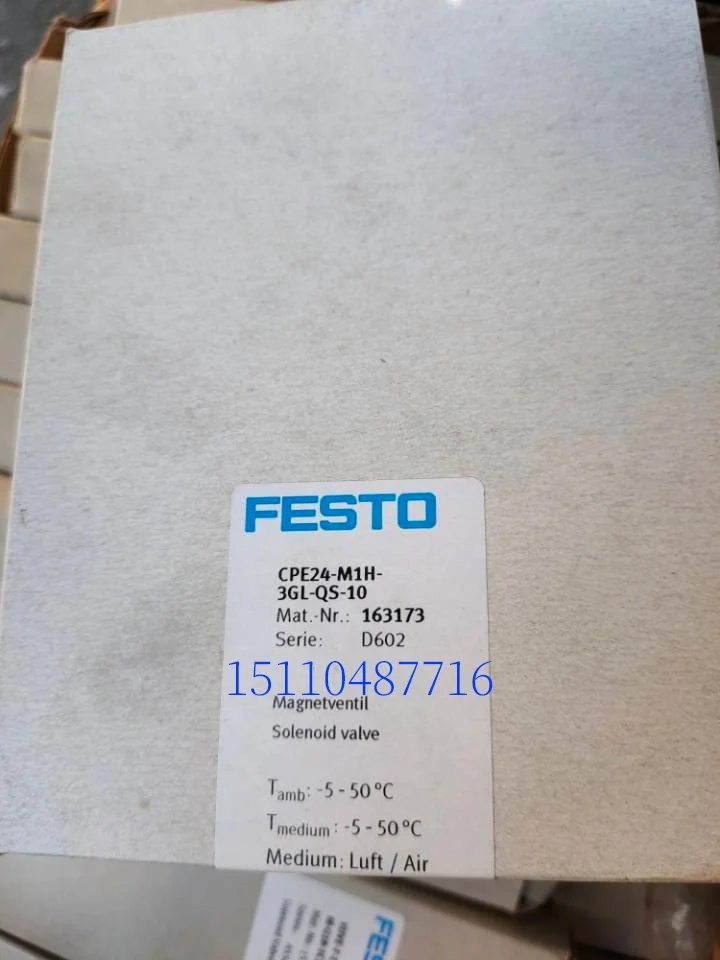 FESTO
CPE24-M1H-
3GL-QS-10
Mat.-Nr.: 163173
Serie: D602
15110487716
Magnetventil
Solenoid valve
Tamb: -5 - 50 °C
Tmedium : -5 - 50 °C
Medium: Luft / Air